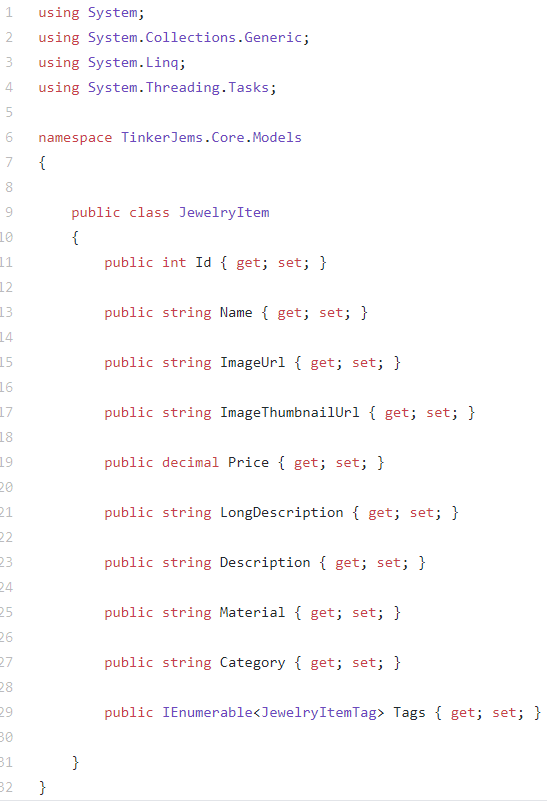 1 using System;
2 using System.Collections.Generic;
3 using System.Linq;
4 using System.Threading.Tasks;
5
6 namespace TinkerJems.Core.Models
7 {
8
9     public class JewelryItem
10     {
11         public int Id { get; set; }
12
13         public string Name { get; set; }
14
15         public string ImageUrl { get; set; }
16
17         public string ImageThumbnailUrl { get; set; }
18
19         public decimal Price { get; set; }
20
21         public string LongDescription { get; set; }
22
23         public string Description { get; set; }
24
25         public string Material { get; set; }
26
27         public string Category { get; set; }
28
29         public IEnumerable<JewelryItemTag> Tags { get; set; }
30
31     }
32 }